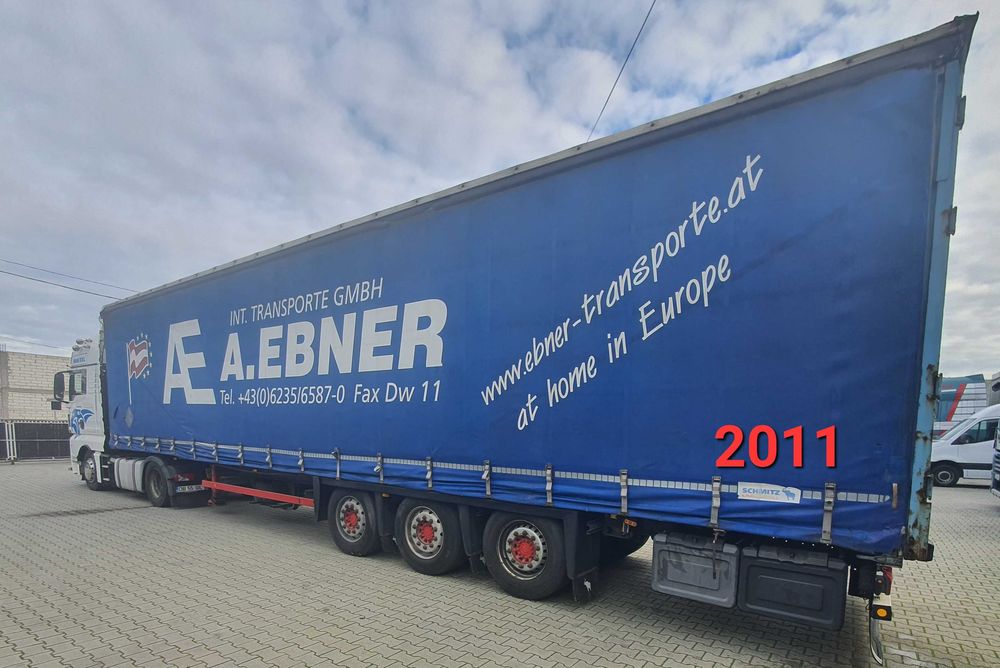 INT. TRANSPORTE GMBH
AE A.EBNER
Tel. +43(0)6235/6587-0 Fax Dw 11
www.ebner-transporte.at
at home in Europe
2011
SCHMITZ